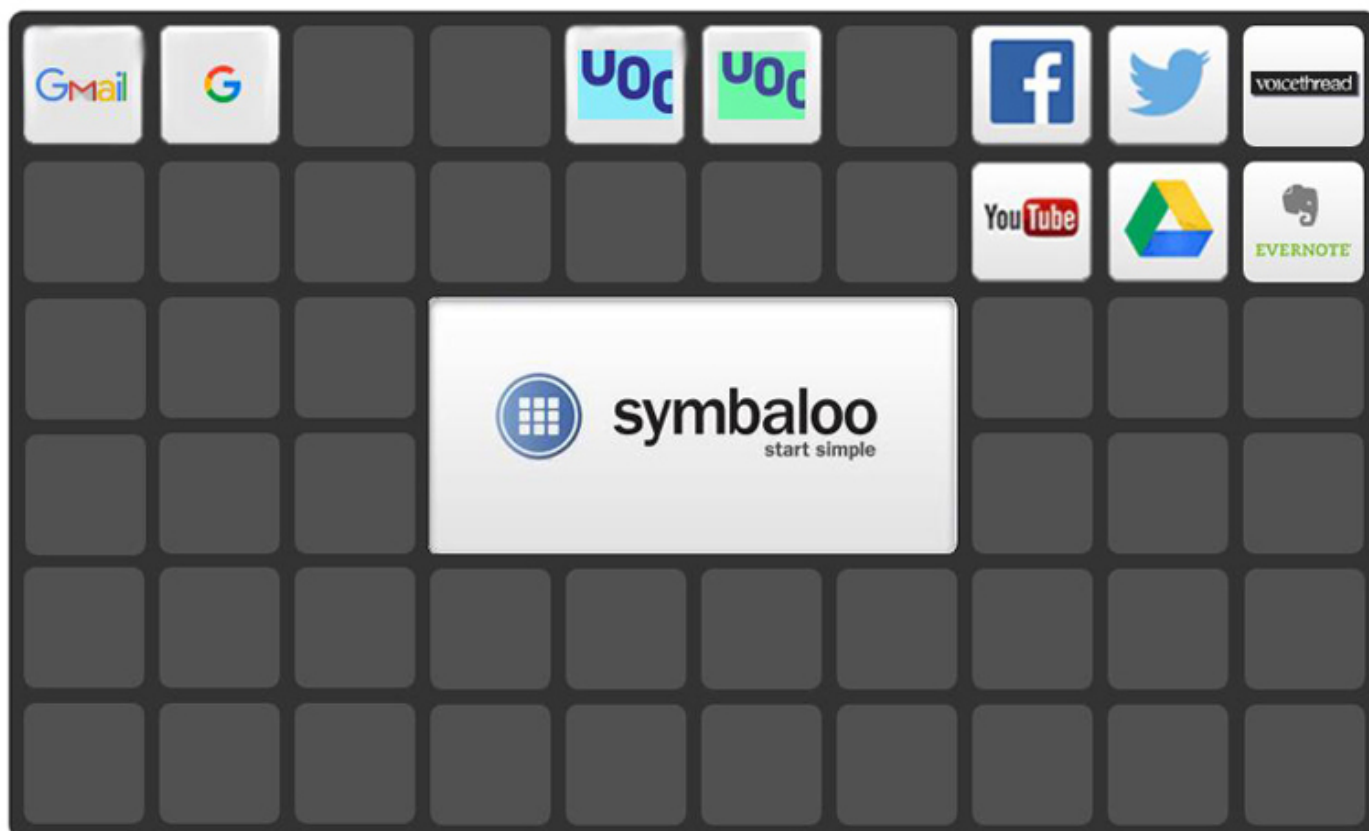 Gmail
G
UOC
UOC
f
voicethread
YouTube
EVERNOTE
symbaloo
start simple